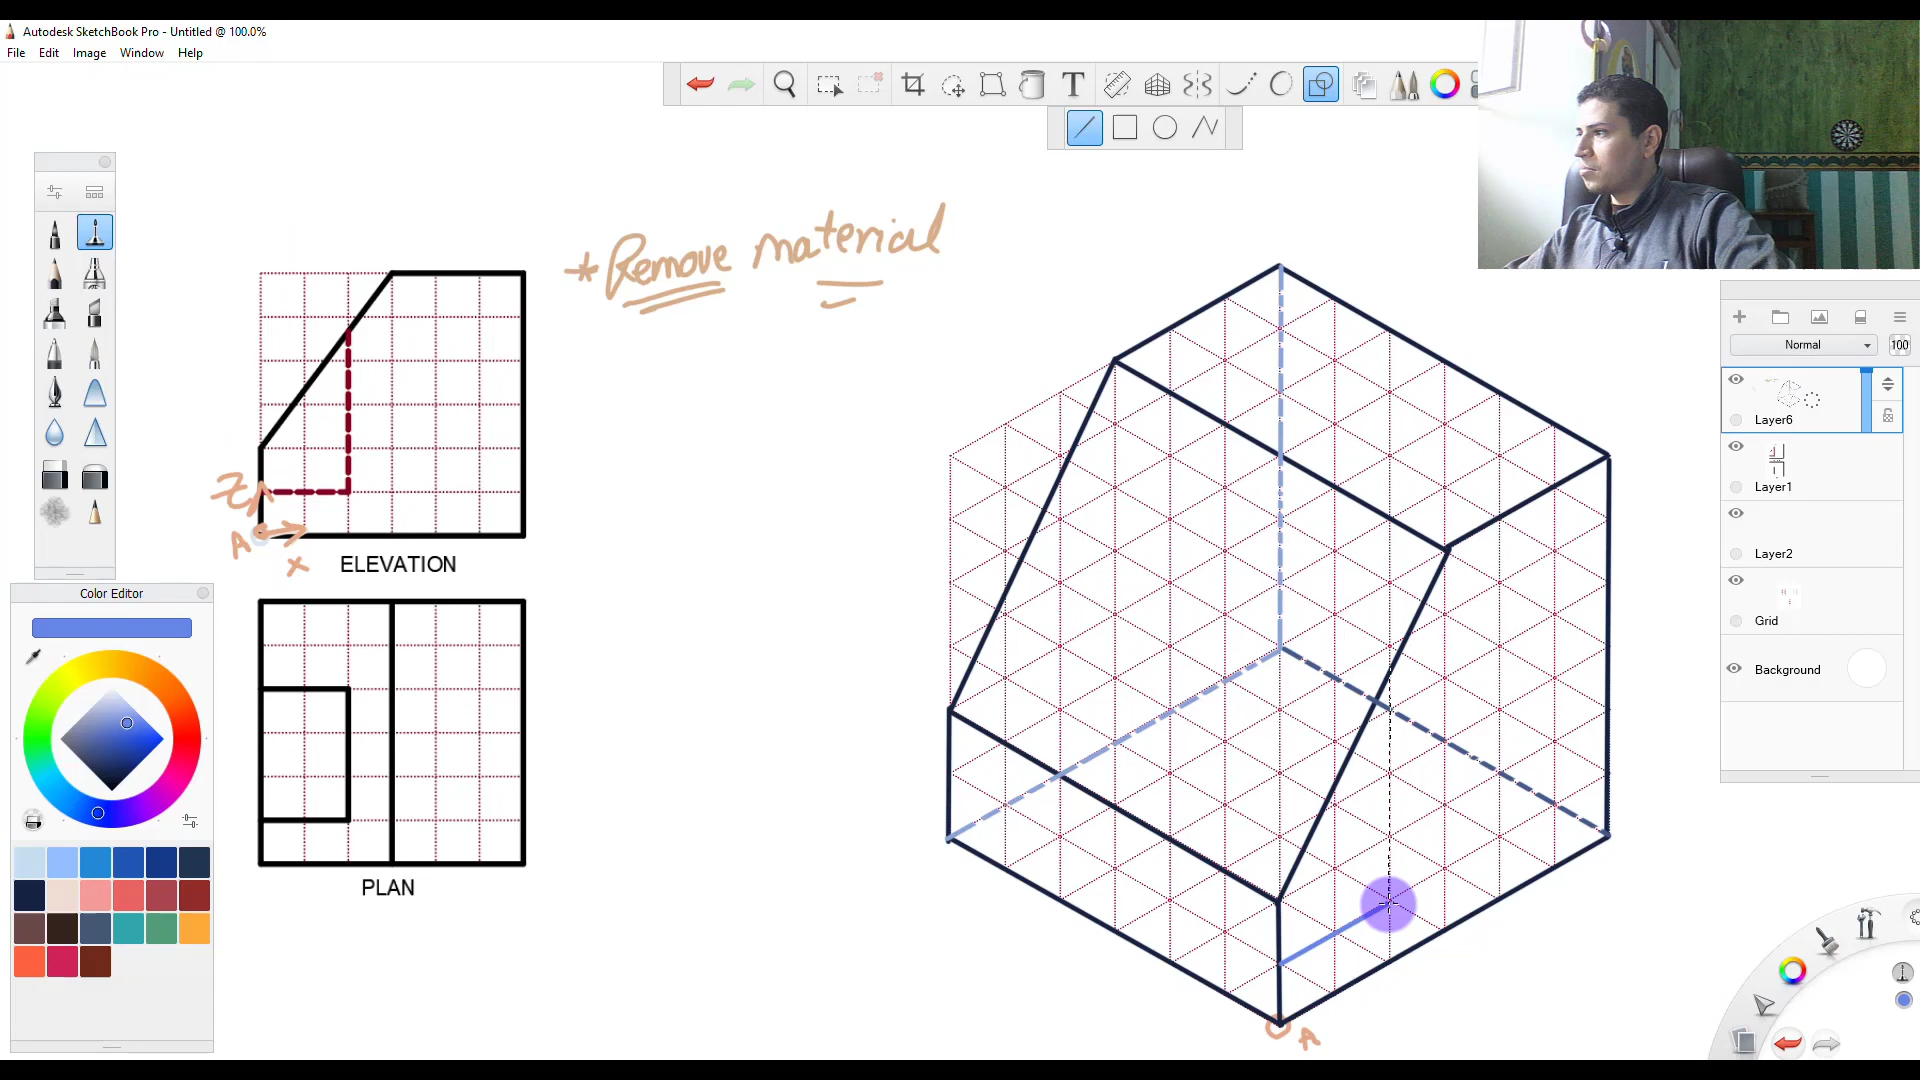 Autodesk SketchBook Pro - Untitled @ 100.0%
File Edit Image Window Help
T
* Remove material
Normal 100
Layer6
Layer1
Layer2
Grid
Background
Z
A
x
ELEVATION
Color Editor
PLAN
A